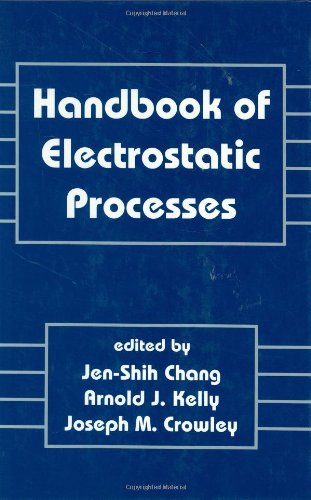 Handbook of
Electrostatic
Processes
edited by
Jen-Shih Chang
Arnold J. Kelly
Joseph M. Crowley